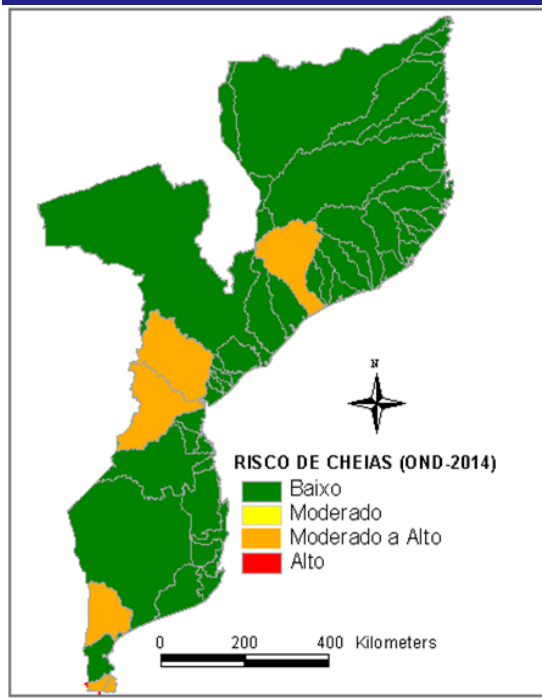 N
RISCO DE CHEIAS (OND-2014)
Baixo
Moderado
Moderado a Alto
Alto
0 200 400 Kilometers